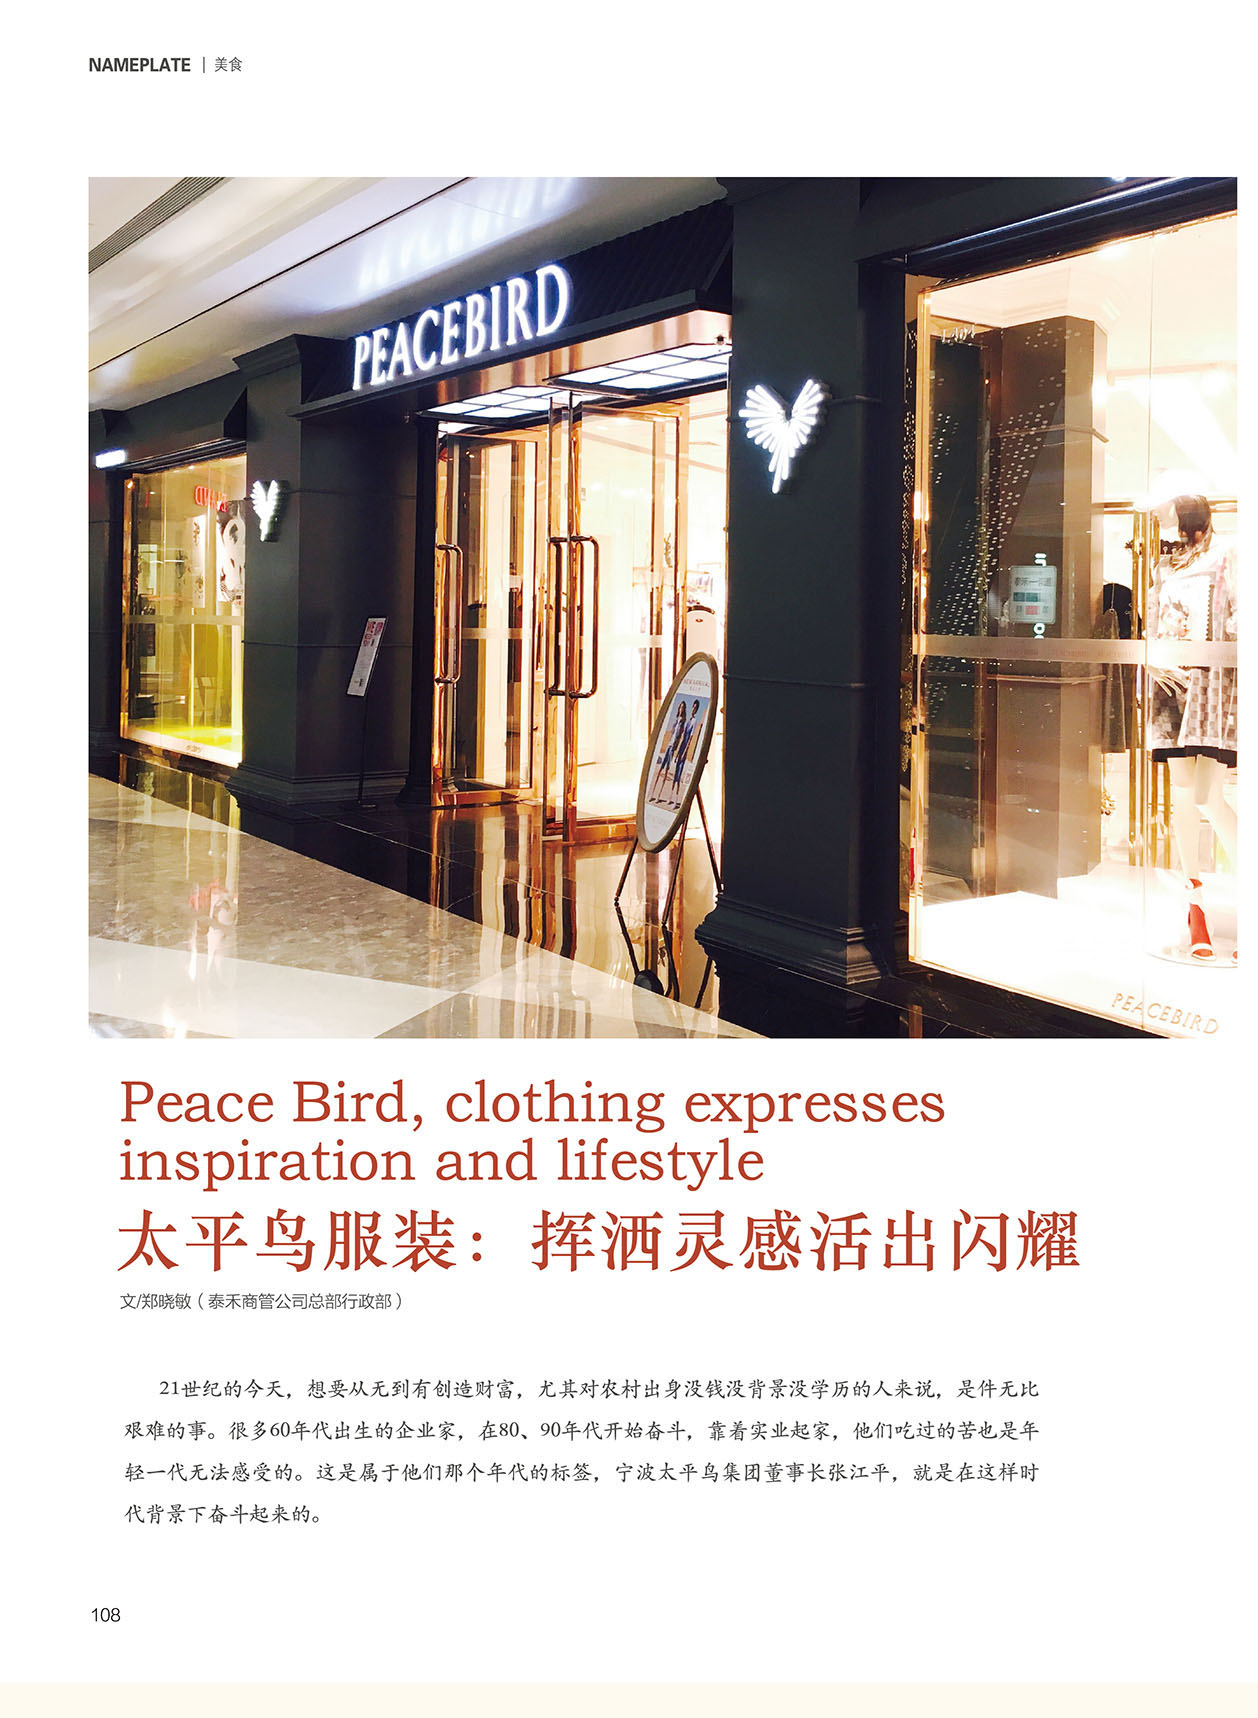 NAMEPLATE | 美食
PEACEBIRD
NEW ARRIVAL
PEACEBIRD
Peace Bird, clothing expresses
inspiration and lifestyle
太平鸟服装：挥洒灵感活出闪耀
文/郑晓敏（泰禾商管公司总部行政部）
21世纪的今天，想要从无到有创造财富，尤其对农村出身没钱没背景没学历的人来说，是件无比
艰难的事。很多60年代出生的企业家，在80、90年代开始奋斗，靠着实业起家，他们吃过的苦也是年
轻一代无法感受的。这是属于他们那个年代的标签，宁波太平鸟集团董事长张江平，就是在这样时
代背景下奋斗起来的。
108